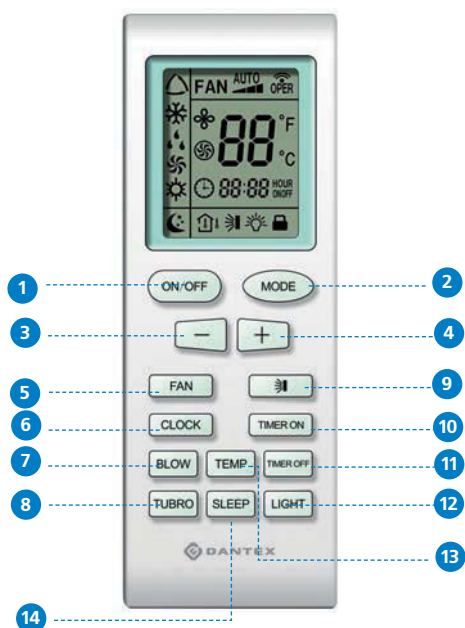 FAN AUTO OPER
88 °F
°C
88:88 HOUR
ON/OFF
1 ON/OFF MODE 2
3 − + 4
5 FAN 9
6 CLOCK TIMER ON 10
7 BLOW TEMP TIMER OFF 11
8 TUBRO SLEEP LIGHT 12
DANTEX
13
14